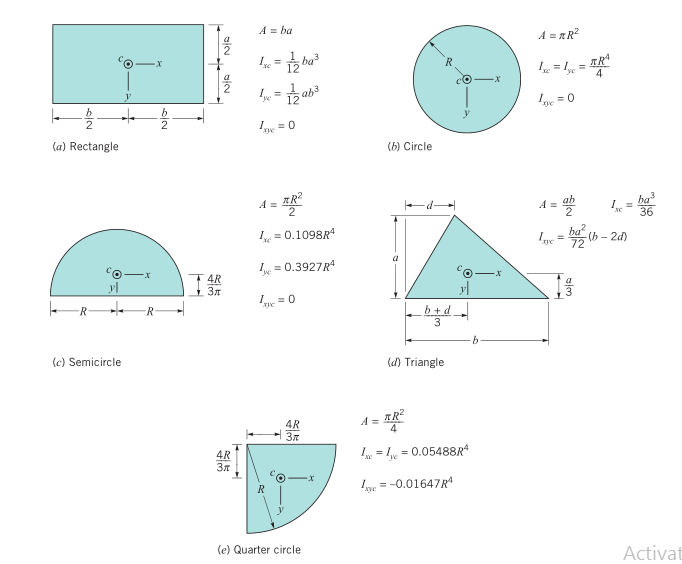 a/2
a/2
c
x
y
b/2 b/2
A = ba
I_xc = 1/12 ba³
I_yc = 1/12 ab³
I_xyc = 0
(a) Rectangle
R
c
x
y
A = πR²
I_xc = I_yc = πR⁴/4
I_xyc = 0
(b) Circle
c
x
y
4R/3π
R R
A = πR²/2
I_xc = 0.1098R⁴
I_yc = 0.3927R⁴
I_xyc = 0
(c) Semicircle
d
a
c
x
y
a/3
b + d/3
b
A = ab/2 I_xc = ba³/36
I_xyc = ba²/72 (b – 2d)
(d) Triangle
4R/3π
4R/3π
c
x
R
y
A = πR²/4
I_xc = I_yc = 0.05488R⁴
I_xyc = –0.01647R⁴
(e) Quarter circle
Activat